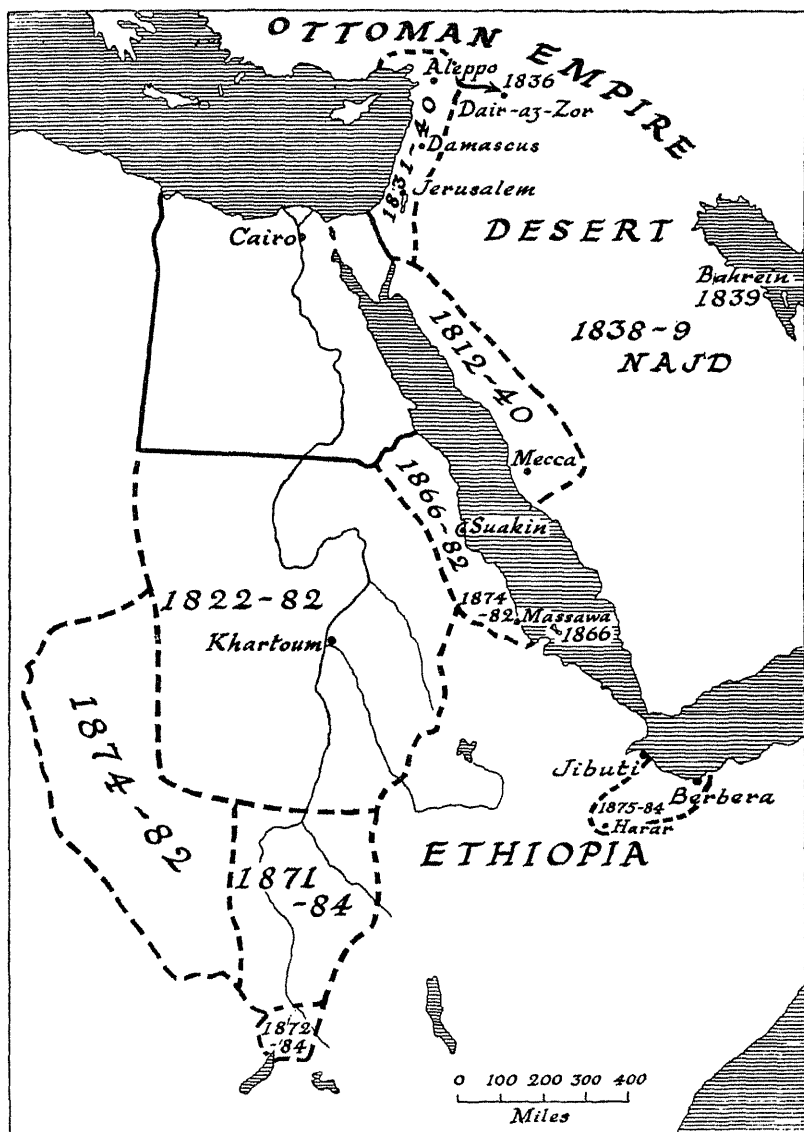 OTTOMAN EMPIRE
Aleppo
1836
Dair-az-Zor
1831-40
Damascus
Jerusalem
DESERT
Cairo
Bahrein
1839
1838-9
NAJD
1812-40
Mecca
1866-82
Suakin
1822-82
1874
-82
Massawa
1866
Khartoum
1874-82
Jibuti
Berbera
1875-84
Harar
ETHIOPIA
1871
-84
1872
-'84
0 100 200 300 400
Miles